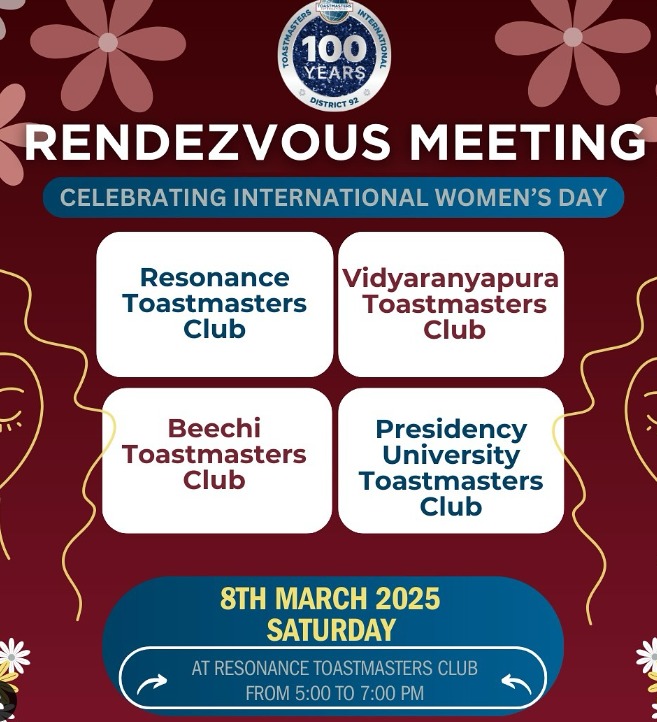 TOASTMASTERS
INTERNATIONAL
TOASTMASTERS
100
YEARS
DISTRICT 92
RENDEZVOUS MEETING
CELEBRATING INTERNATIONAL WOMEN'S DAY
Resonance
Toastmasters
Club
Vidyaranyapura
Toastmasters
Club
Beechi
Toastmasters
Club
Presidency
University
Toastmasters
Club
8TH MARCH 2025
SATURDAY
AT RESONANCE TOASTMASTERS CLUB
FROM 5:00 TO 7:00 PM